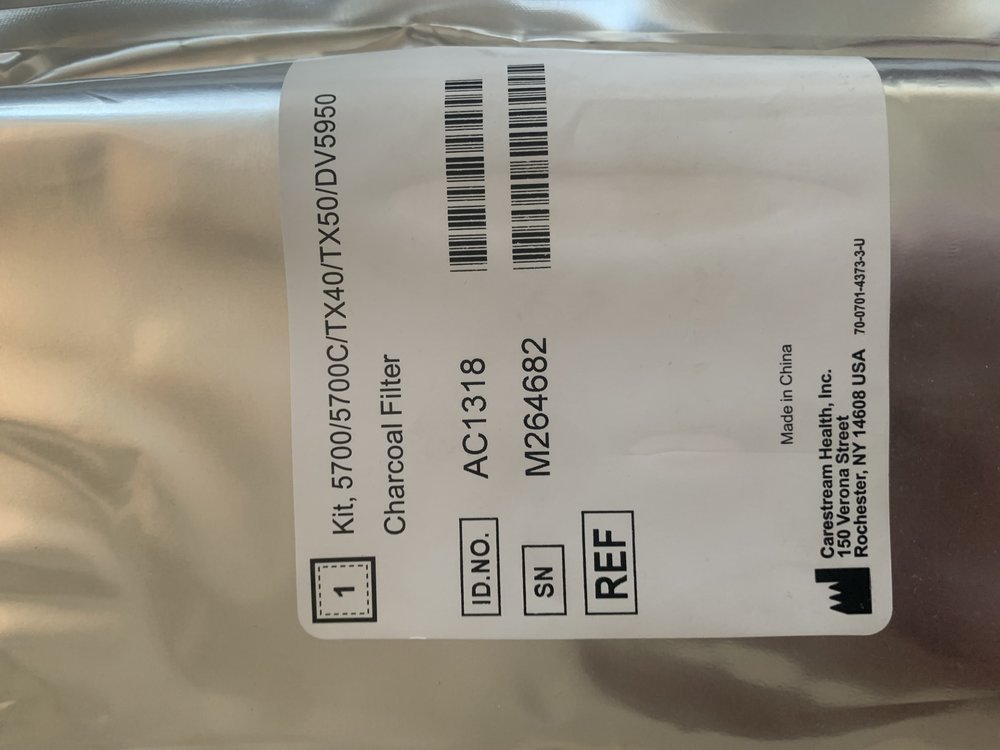 1 Kit, 5700/5700C/TX40/TX50/DV5950
Charcoal Filter
ID.NO. AC1318
SN M264682
REF
Made in China
Carestream Health, Inc.
150 Verona Street
Rochester, NY 14608 USA 70-0701-4373-3-U